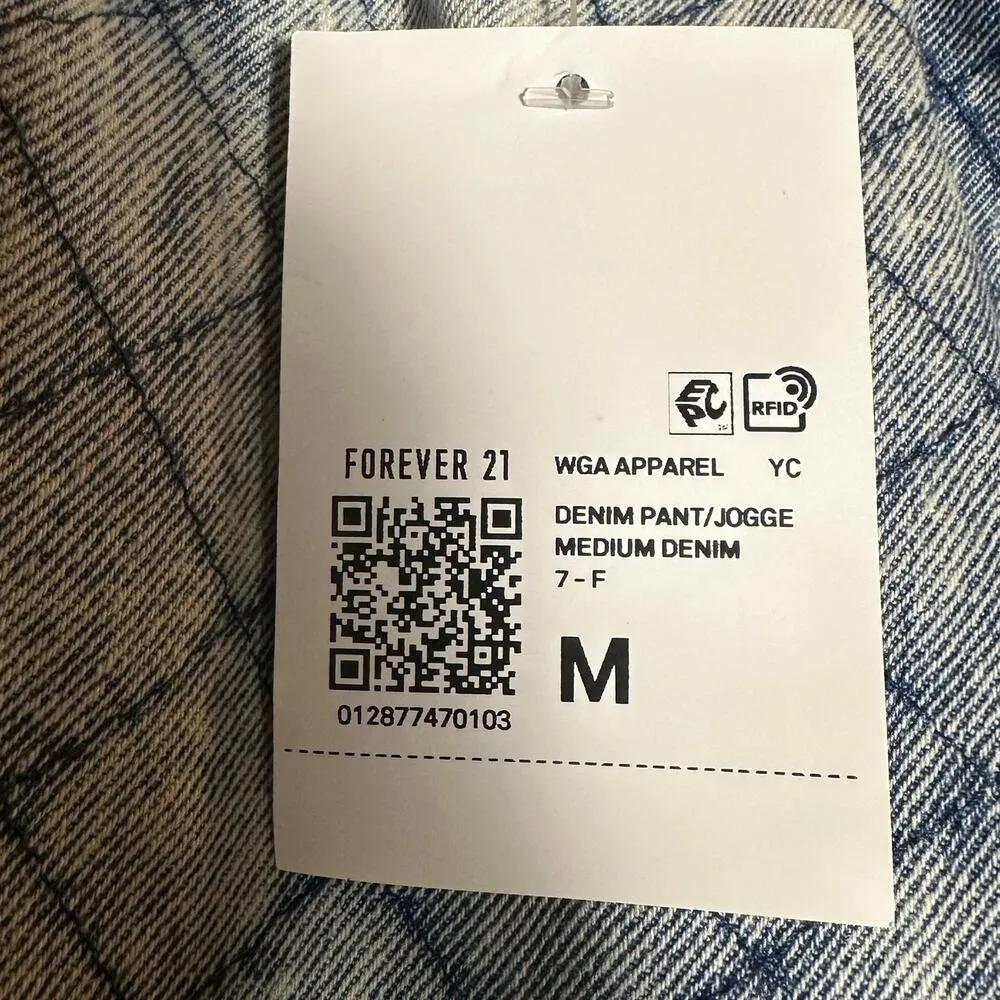 EPC
RFID
FOREVER 21
WGA APPAREL YC
DENIM PANT/JOGGE
MEDIUM DENIM
7-F
M
012877470103